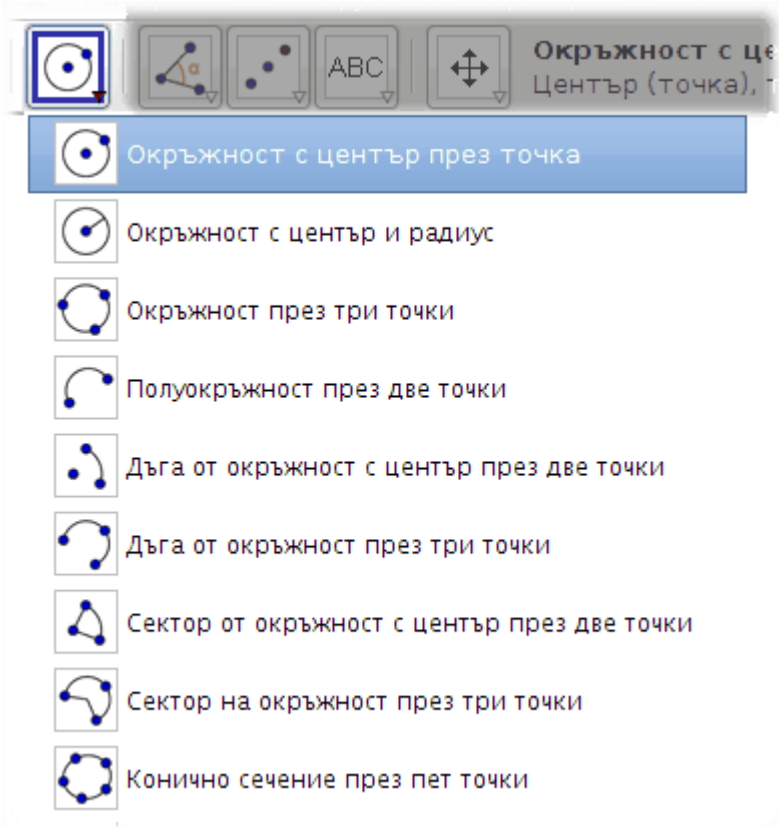 ABC
Окръжност с це
Център (точка), т
Окръжност с център през точка
Окръжност с център и радиус
Окръжност през три точки
Полуокръжност през две точки
Дъга от окръжност с център през две точки
Дъга от окръжност през три точки
Сектор от окръжност с център през две точки
Сектор на окръжност през три точки
Конично сечение през пет точки